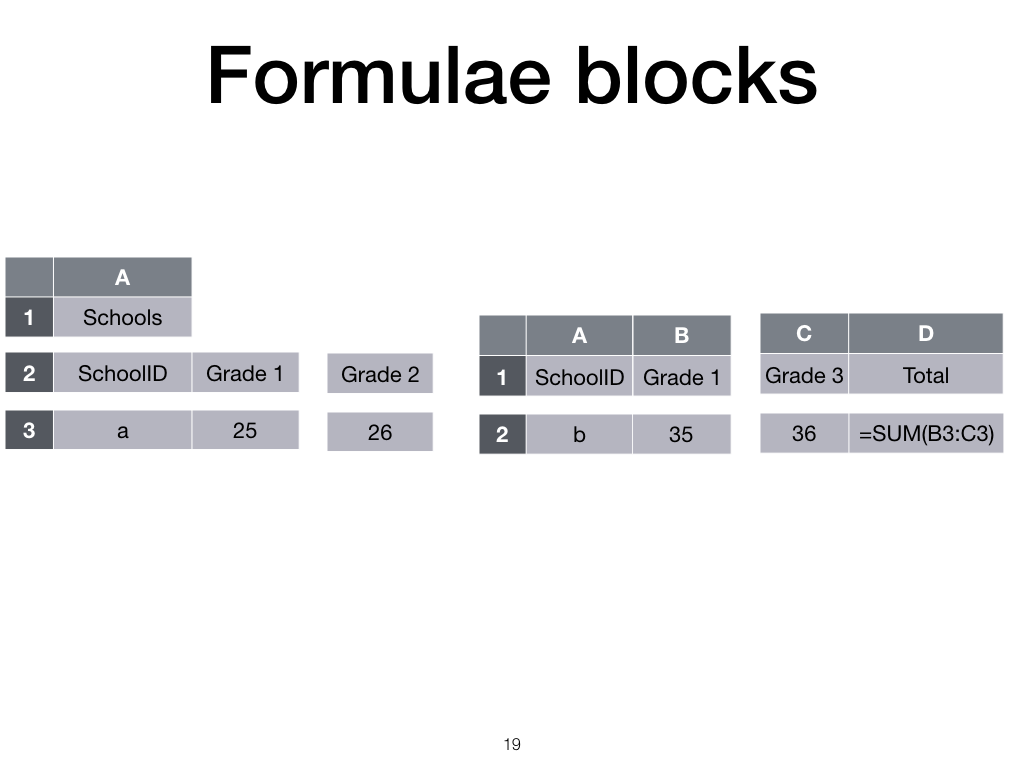 Formulae blocks
A
1 Schools
2 SchoolID Grade 1 Grade 2
3 a 25 26
A B C D
1 SchoolID Grade 1 Grade 3 Total
2 b 35 36 =SUM(B3:C3)
19